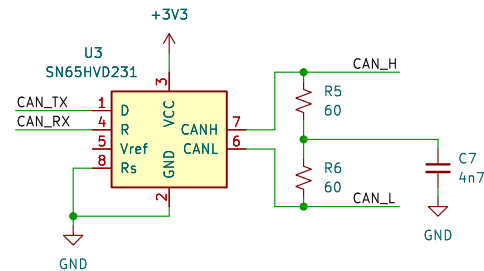 +3V3
U3
SN65HVD231
CAN_TX
CAN_RX
1 D
4 R
5 Vref
8 Rs
3
VCC
GND
2
CANH 7
CANL 6
GND
CAN_H
R5
60
R6
60
CAN_L
C7
4n7
GND